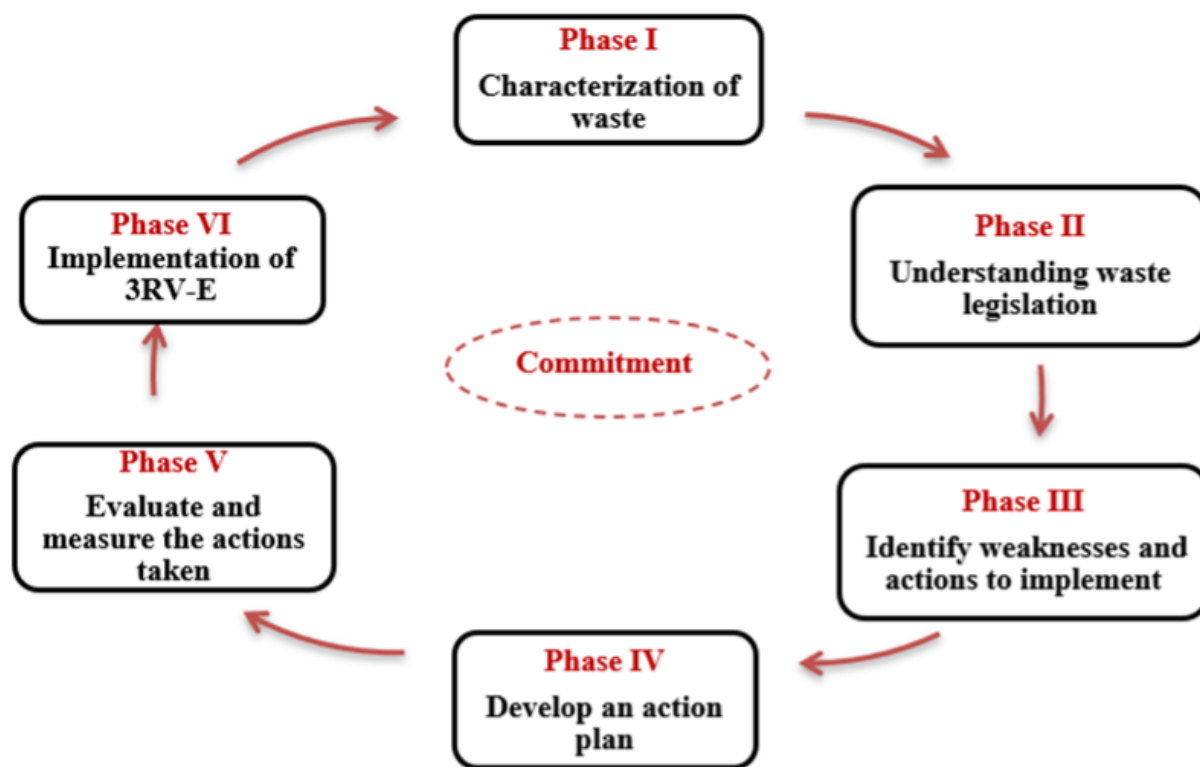 Phase I
Characterization of
waste
Phase II
Understanding waste
legislation
Phase III
Identify weaknesses and
actions to implement
Phase IV
Develop an action
plan
Phase V
Evaluate and
measure the actions
taken
Phase VI
Implementation of
3RV-E
Commitment